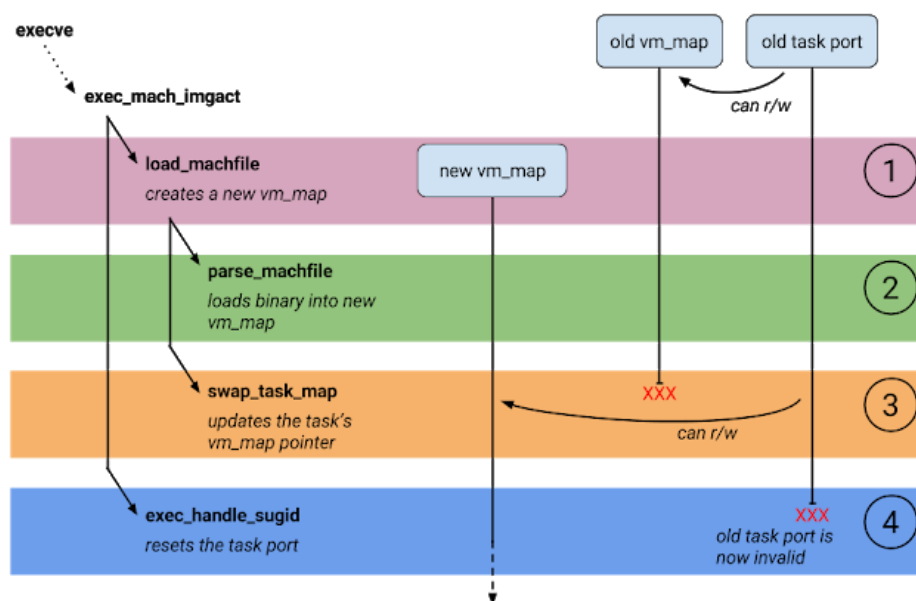 execve
old vm_map
old task port
exec_mach_imgact
can r/w
load_machfile
creates a new vm_map
new vm_map
1
parse_machfile
loads binary into new
vm_map
2
swap_task_map
updates the task's
vm_map pointer
XXX
can r/w
3
exec_handle_sugid
resets the task port
XXX
old task port is
now invalid
4